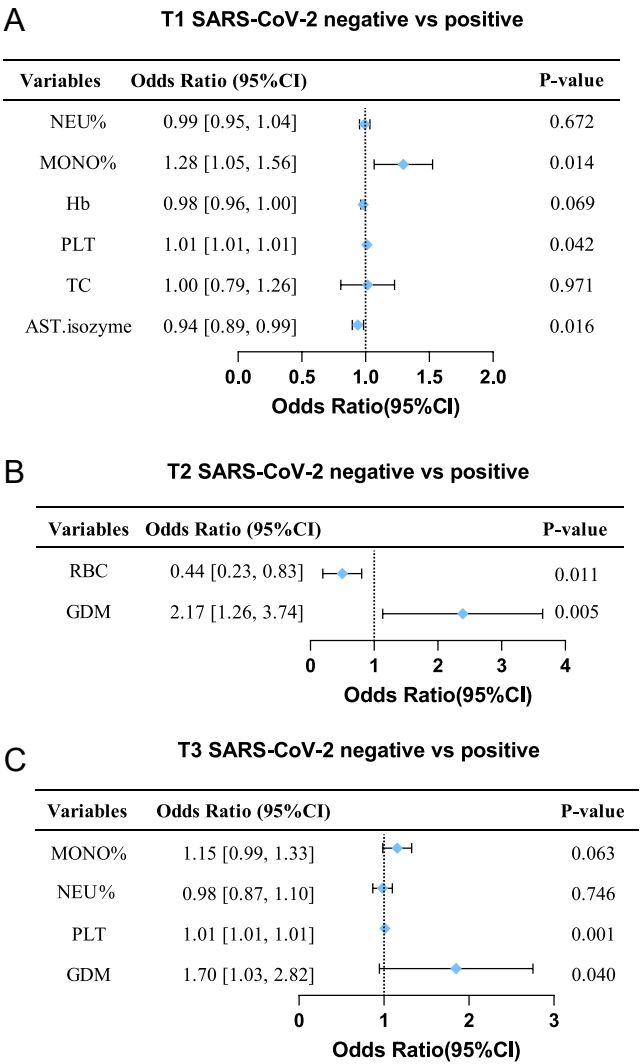 A
T1 SARS-CoV-2 negative vs positive
Variables Odds Ratio (95%CI) P-value
NEU% 0.99 [0.95, 1.04] 0.672
MONO% 1.28 [1.05, 1.56] 0.014
Hb 0.98 [0.96, 1.00] 0.069
PLT 1.01 [1.01, 1.01] 0.042
TC 1.00 [0.79, 1.26] 0.971
AST.isozyme 0.94 [0.89, 0.99] 0.016
0.0 0.5 1.0 1.5 2.0
Odds Ratio(95%CI)
B
T2 SARS-CoV-2 negative vs positive
Variables Odds Ratio (95%CI) P-value
RBC 0.44 [0.23, 0.83] 0.011
GDM 2.17 [1.26, 3.74] 0.005
0 1 2 3 4
Odds Ratio(95%CI)
C
T3 SARS-CoV-2 negative vs positive
Variables Odds Ratio (95%CI) P-value
MONO% 1.15 [0.99, 1.33] 0.063
NEU% 0.98 [0.87, 1.10] 0.746
PLT 1.01 [1.01, 1.01] 0.001
GDM 1.70 [1.03, 2.82] 0.040
0 1 2 3
Odds Ratio(95%CI)